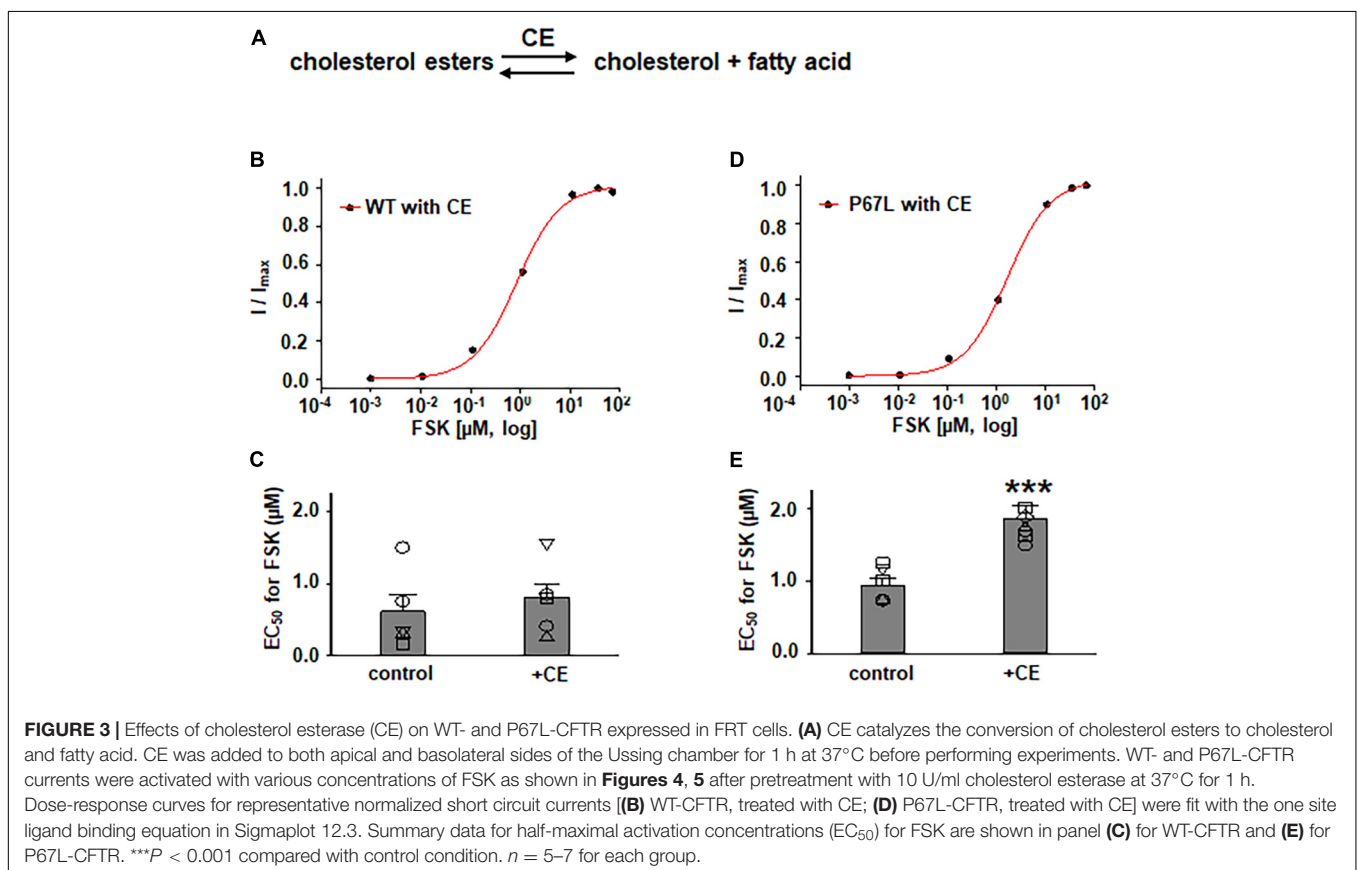 A
CE
cholesterol esters cholesterol + fatty acid
B
1.0
0.8
0.6
0.4
0.2
0.0
I / Imax
WT with CE
10⁻⁴ 10⁻³ 10⁻² 10⁻¹ 10⁰ 10¹ 10²
FSK [µM, log]
D
1.0
0.8
0.6
0.4
0.2
0.0
I / Imax
P67L with CE
10⁻⁴ 10⁻³ 10⁻² 10⁻¹ 10⁰ 10¹ 10²
FSK [µM, log]
C
EC₅₀ for FSK (µM)
2.0
1.0
0.0
control +CE
E
EC₅₀ for FSK (µM)
2.0
1.0
0.0
***
control +CE
FIGURE 3 | Effects of cholesterol esterase (CE) on WT- and P67L-CFTR expressed in FRT cells. (A) CE catalyzes the conversion of cholesterol esters to cholesterol
and fatty acid. CE was added to both apical and basolateral sides of the Ussing chamber for 1 h at 37°C before performing experiments. WT- and P67L-CFTR
currents were activated with various concentrations of FSK as shown in Figures 4, 5 after pretreatment with 10 U/ml cholesterol esterase at 37°C for 1 h.
Dose-response curves for representative normalized short circuit currents [(B) WT-CFTR, treated with CE; (D) P67L-CFTR, treated with CE] were fit with the one site
ligand binding equation in Sigmaplot 12.3. Summary data for half-maximal activation concentrations (EC₅₀) for FSK are shown in panel (C) for WT-CFTR and (E) for
P67L-CFTR. ***P < 0.001 compared with control condition. n = 5–7 for each group.